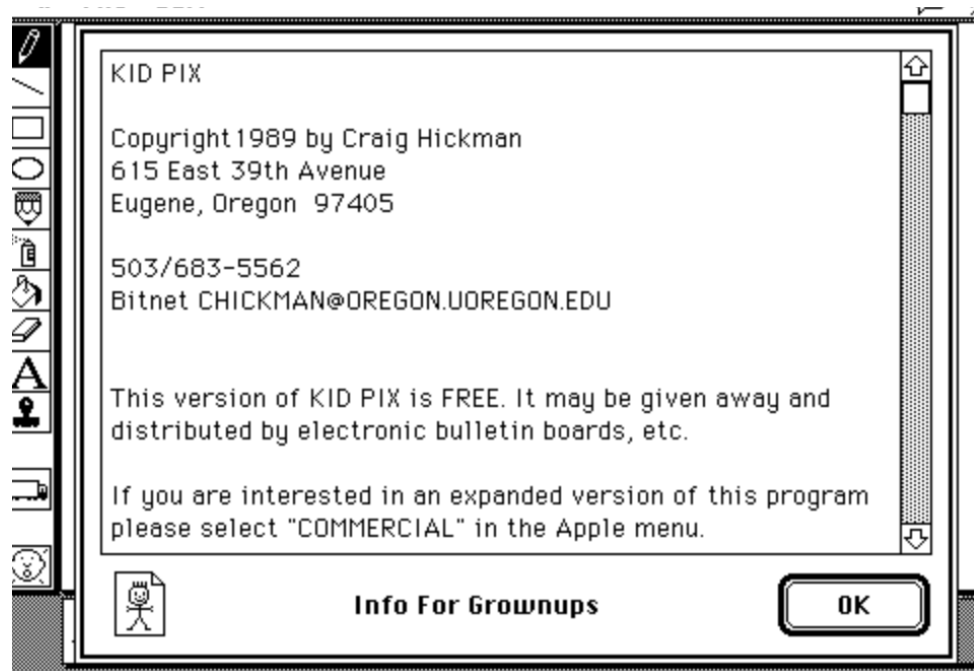 KID PIX
Copyright1989 by Craig Hickman
615 East 39th Avenue
Eugene, Oregon  97405
503/683-5562
Bitnet CHICKMAN@OREGON.UOREGON.EDU
This version of KID PIX is FREE. It may be given away and
distributed by electronic bulletin boards, etc.
If you are interested in an expanded version of this program
please select "COMMERCIAL" in the Apple menu.
A
Info For Grownups
OK